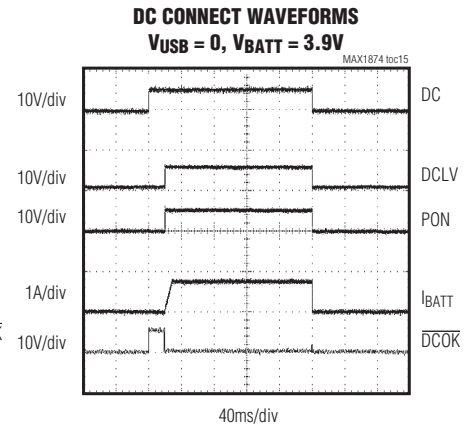 DC CONNECT WAVEFORMS
VUSB = 0, VBATT = 3.9V
MAX1874 toc15
10V/div
DC
10V/div
DCLV
10V/div
PON
1A/div
IBATT
10V/div
DCOK
40ms/div